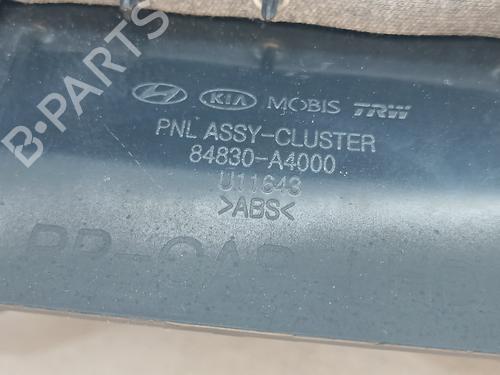 B-PARTS
KIA MOBIS TRW
PNL ASSY-CLUSTER
84830-A4000
U11643
>ABS<